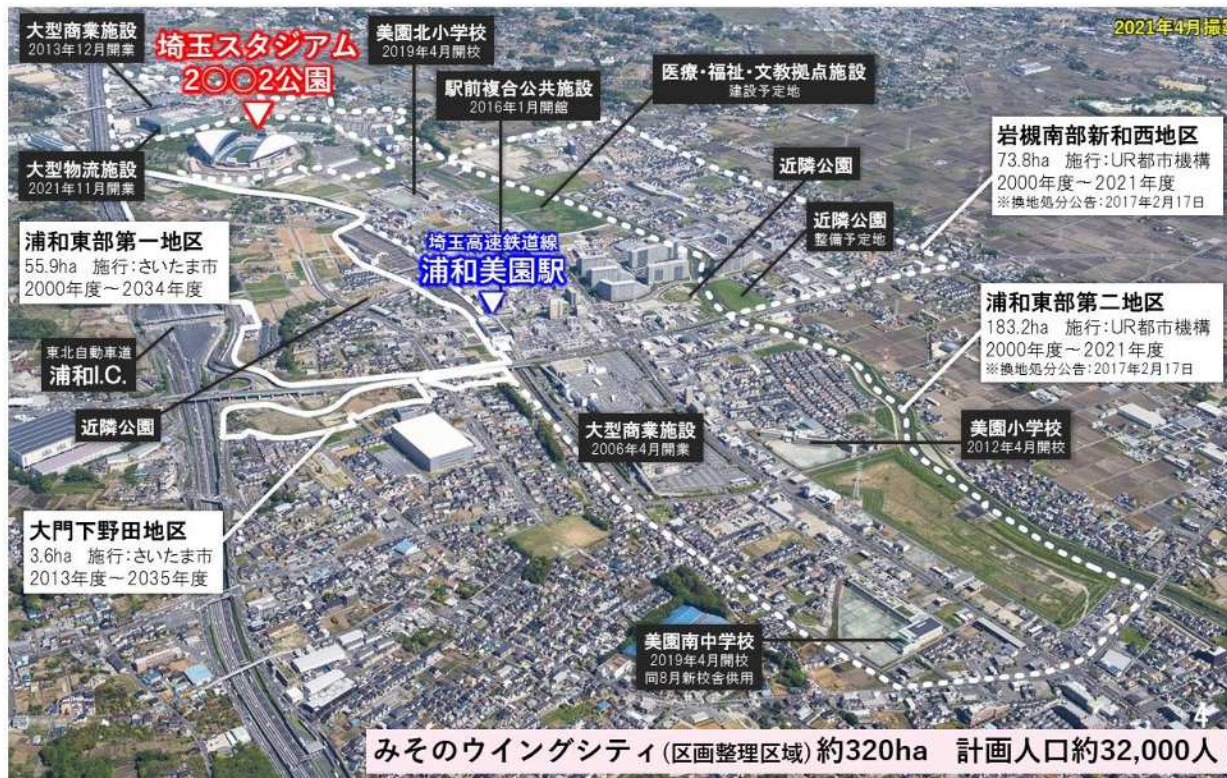 大型商業施設
2013年12月開業
埼玉スタジアム
2○○2公園
美園北小学校
2019年4月開校
駅前複合公共施設
2016年1月開館
医療・福祉・文教拠点施設
建設予定地
2021年4月撮影
大型物流施設
2021年11月開業
近隣公園
岩槻南部新和西地区
73.8ha 施行:UR都市機構
2000年度～2021年度
※換地処分公告:2017年2月17日
近隣公園
整備予定地
浦和東部第一地区
55.9ha 施行:さいたま市
2000年度～2034年度
埼玉高速鉄道線
浦和美園駅
浦和東部第二地区
183.2ha 施行:UR都市機構
2000年度～2021年度
※換地処分公告:2017年2月17日
東北自動車道
浦和I.C.
近隣公園
大型商業施設
2006年4月開業
美園小学校
2012年4月開校
大門下野田地区
3.6ha 施行:さいたま市
2013年度～2035年度
美園南中学校
2019年4月開校
同8月新校舎供用
4
みそのウイングシティ(区画整理区域)約320ha 計画人口約32,000人